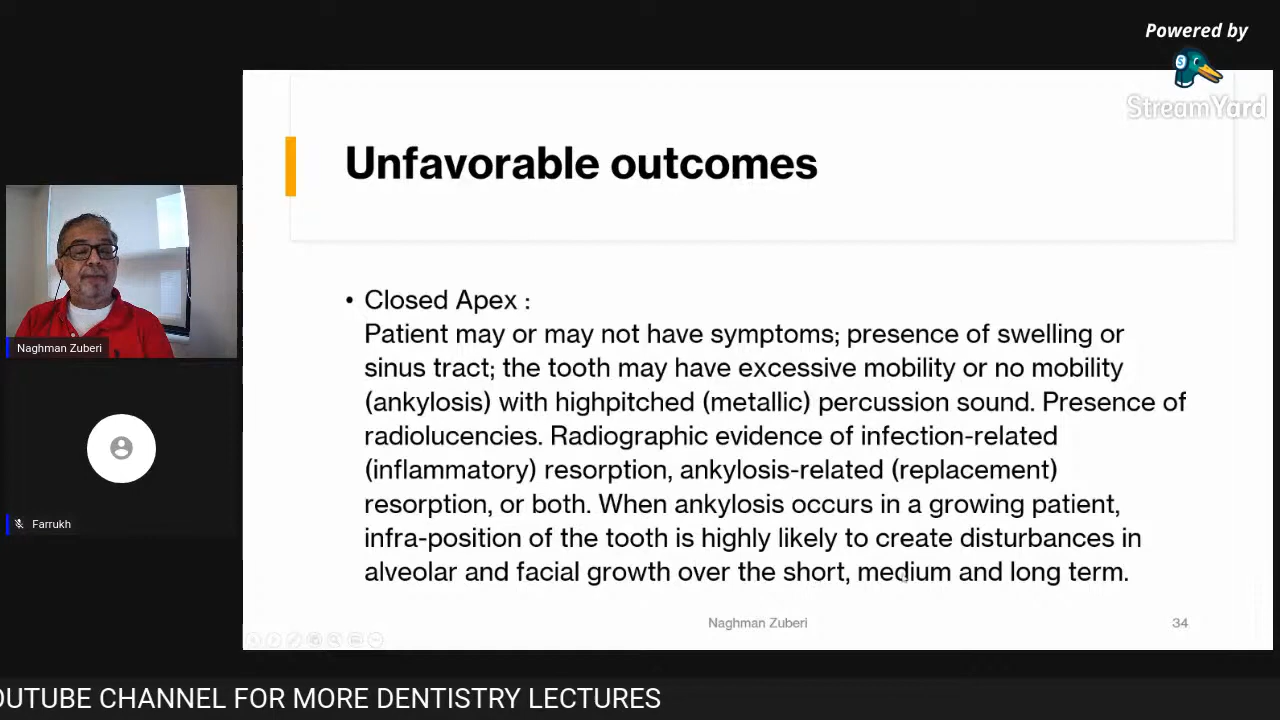 Powered by
StreamYard
Unfavorable outcomes
• Closed Apex :
Patient may or may not have symptoms; presence of swelling or
sinus tract; the tooth may have excessive mobility or no mobility
(ankylosis) with highpitched (metallic) percussion sound. Presence of
radiolucencies. Radiographic evidence of infection-related
(inflammatory) resorption, ankylosis-related (replacement)
resorption, or both. When ankylosis occurs in a growing patient,
infra-position of the tooth is highly likely to create disturbances in
alveolar and facial growth over the short, medium and long term.
Naghman Zuberi
34
Naghman Zuberi
Farrukh
OUTUBE CHANNEL FOR MORE DENTISTRY LECTURES